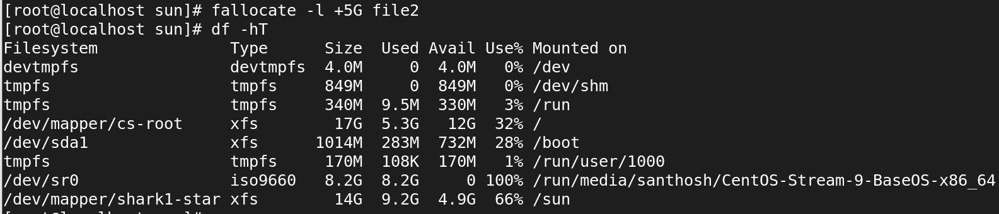 [root@localhost sun]# fallocate -l +5G file2
[root@localhost sun]# df -hT
Filesystem              Type      Size  Used Avail Use% Mounted on
devtmpfs                devtmpfs  4.0M     0  4.0M   0% /dev
tmpfs                   tmpfs     849M     0  849M   0% /dev/shm
tmpfs                   tmpfs     340M  9.5M  330M   3% /run
/dev/mapper/cs-root     xfs        17G  5.3G   12G  32% /
/dev/sda1               xfs      1014M  283M  732M  28% /boot
tmpfs                   tmpfs     170M  108K  170M   1% /run/user/1000
/dev/sr0                iso9660   8.2G  8.2G     0 100% /run/media/santhosh/CentOS-Stream-9-BaseOS-x86_64
/dev/mapper/shark1-star xfs        14G  9.2G  4.9G  66% /sun